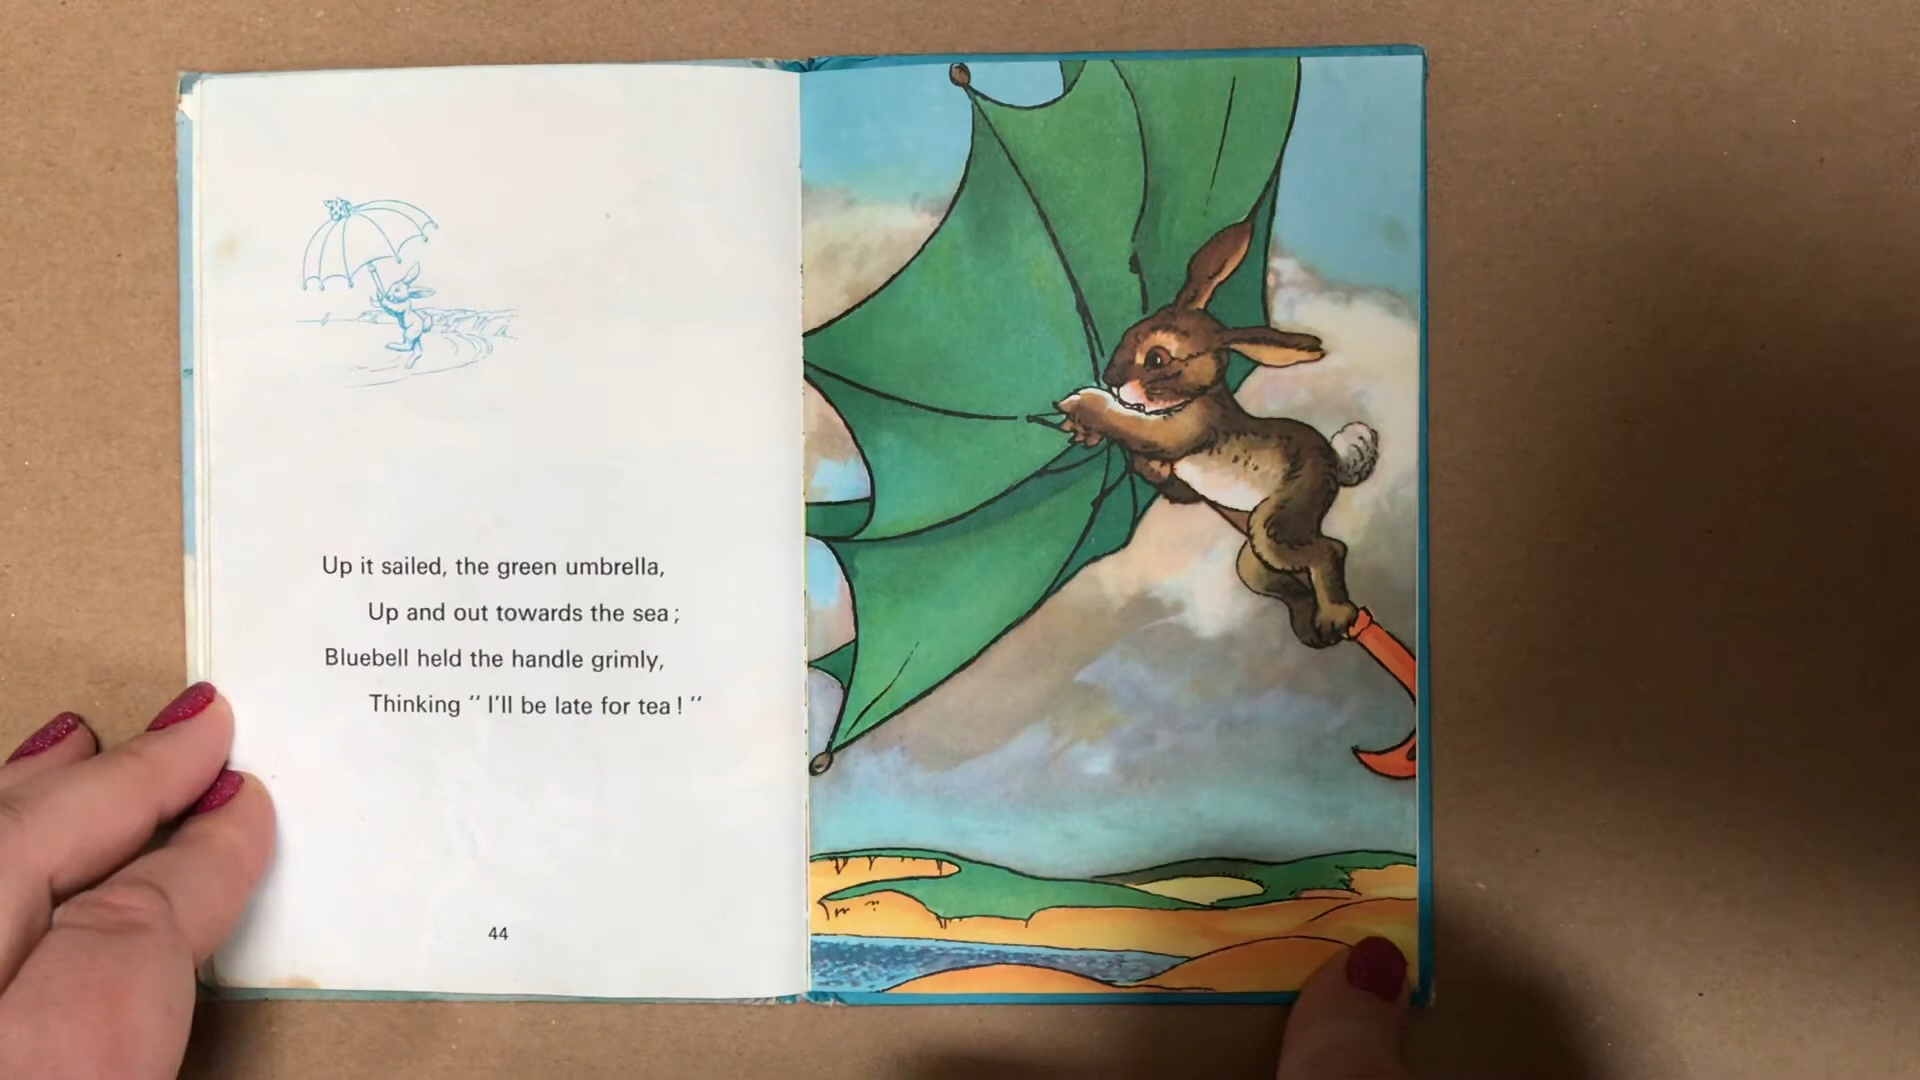 Up it sailed, the green umbrella,
Up and out towards the sea;
Bluebell held the handle grimly,
Thinking “ I’ll be late for tea! ”
44